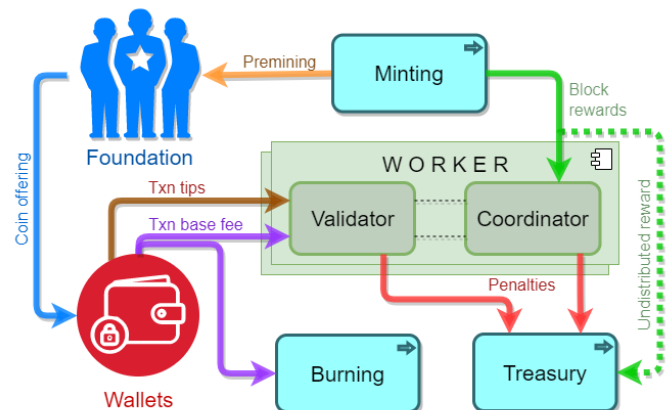 Premining
Minting
Block
rewards
Foundation
Coin offering
WORKER
Txn tips
Txn base fee
Validator
Coordinator
Undistributed reward
Penalties
Burning
Treasury
Wallets